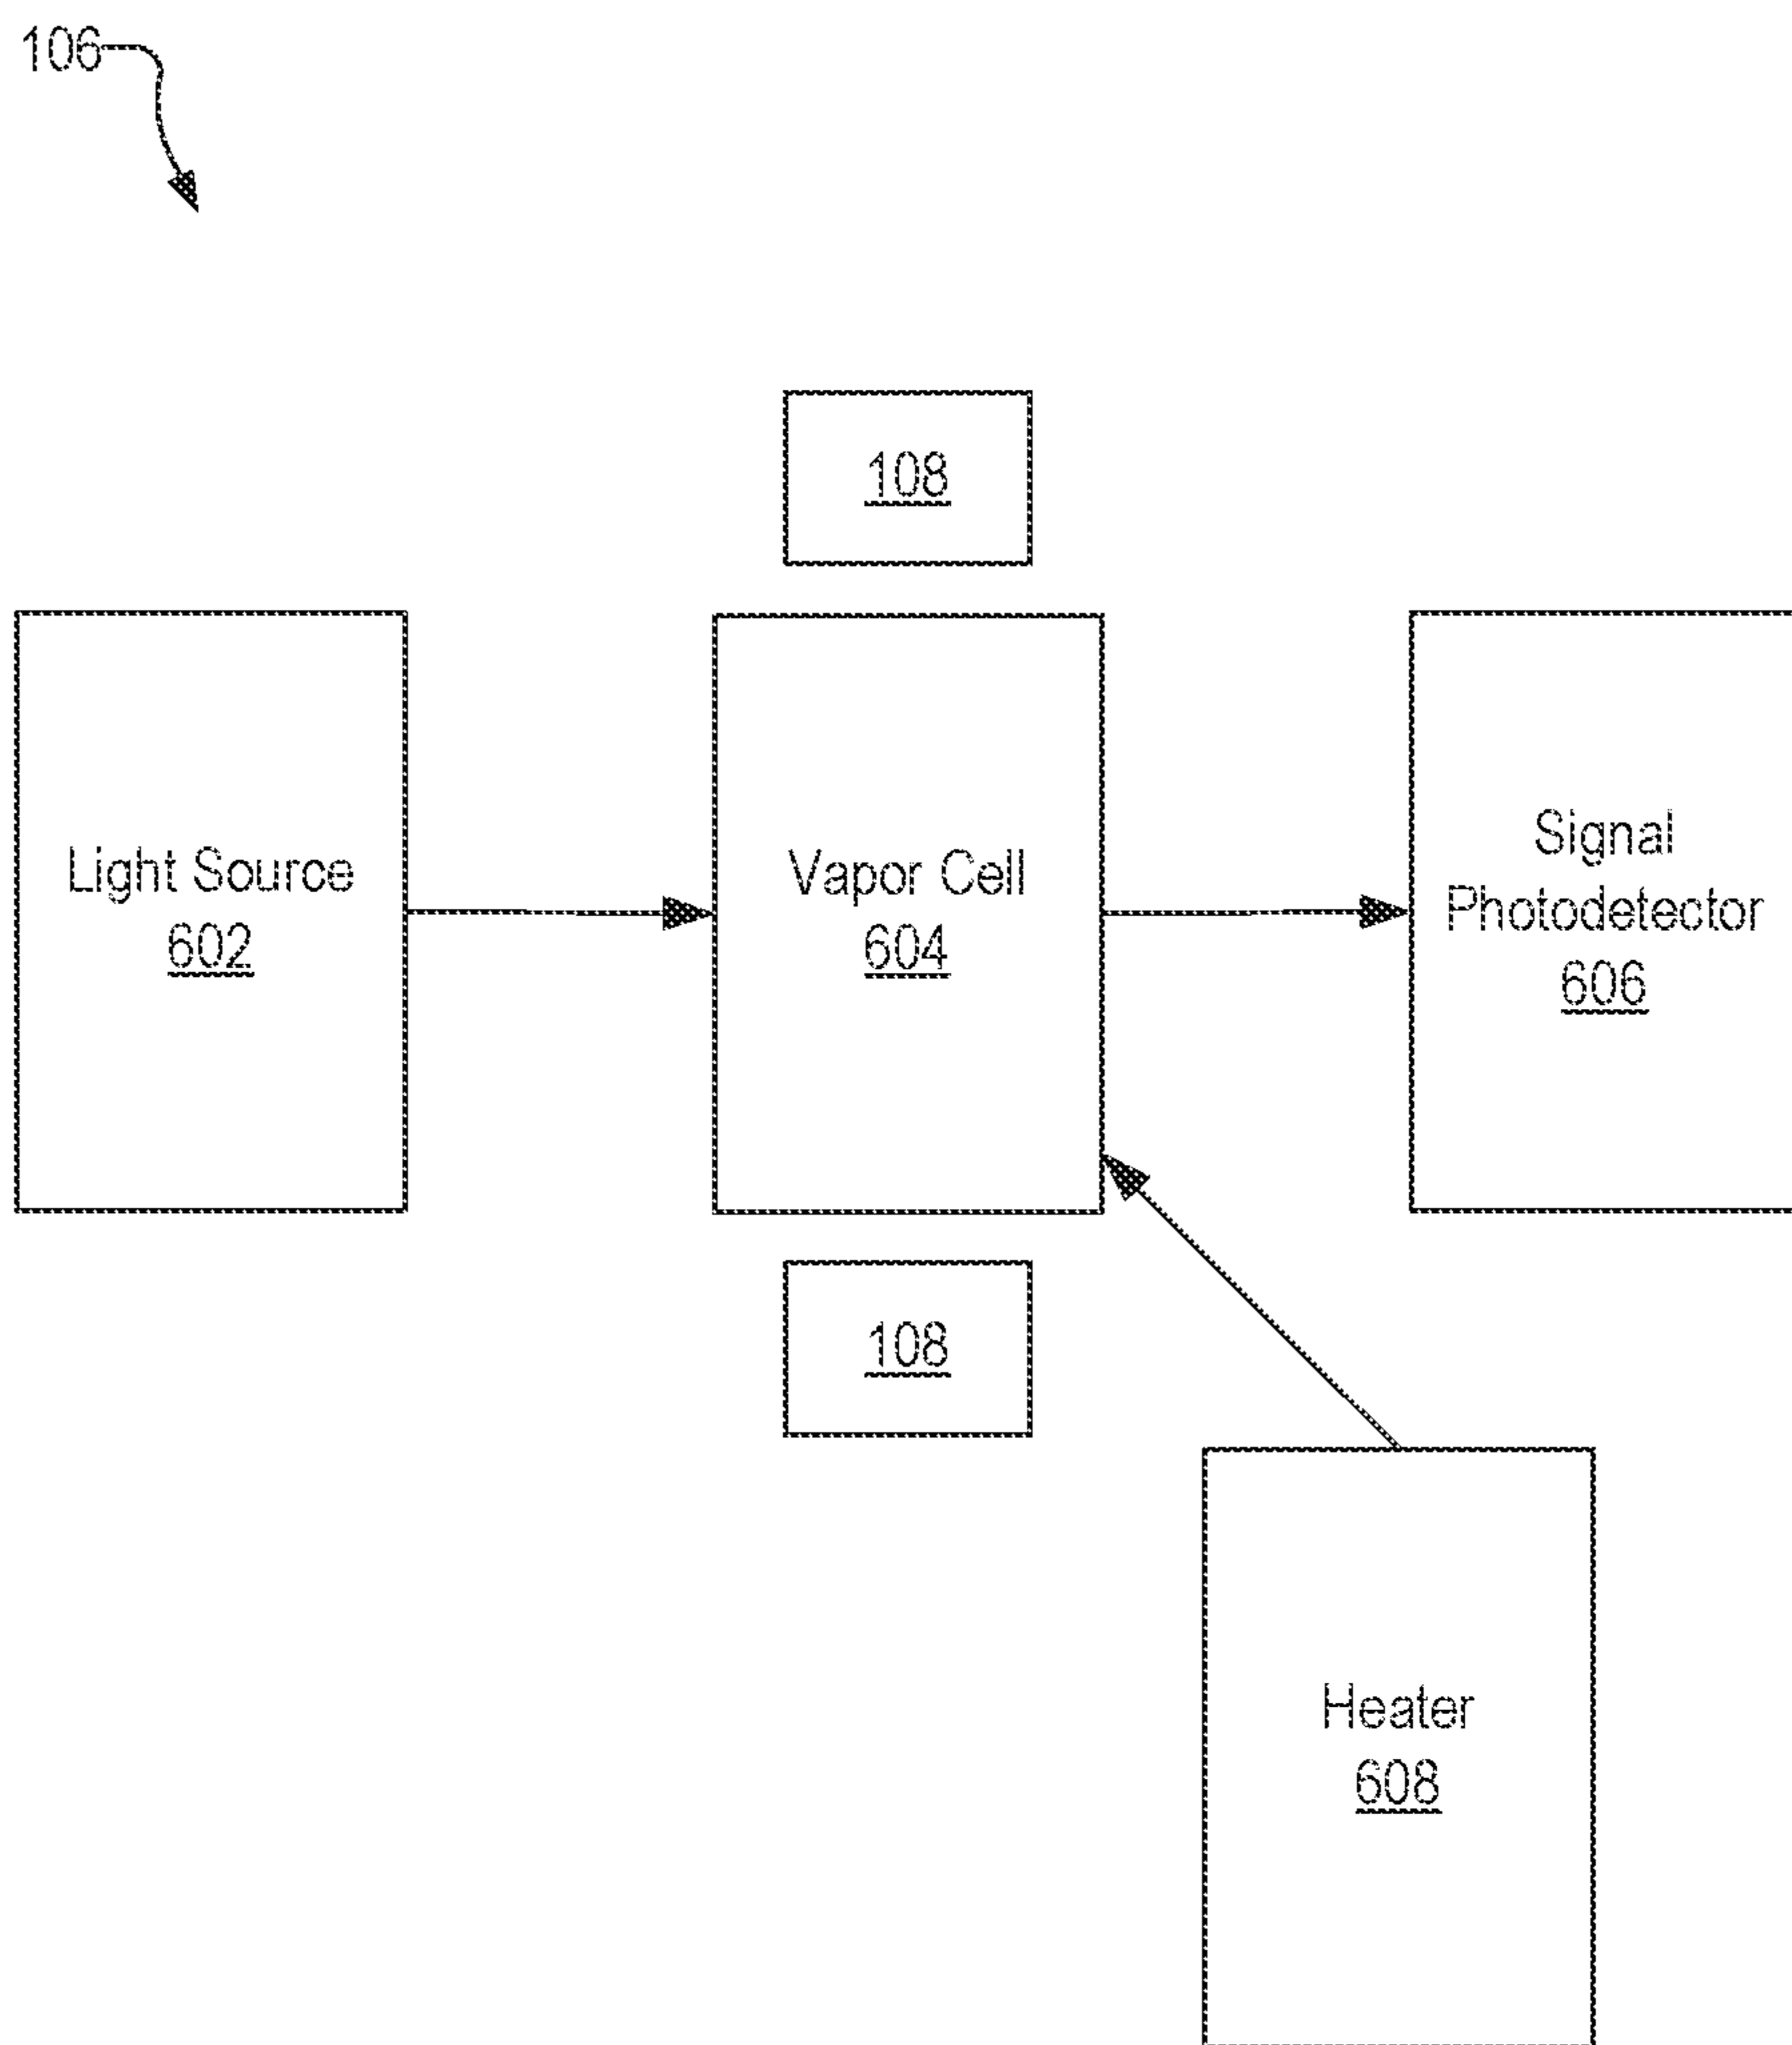 106
108
Light Source
602
Vapor Cell
604
Signal
Photodetector
606
108
Heater
608